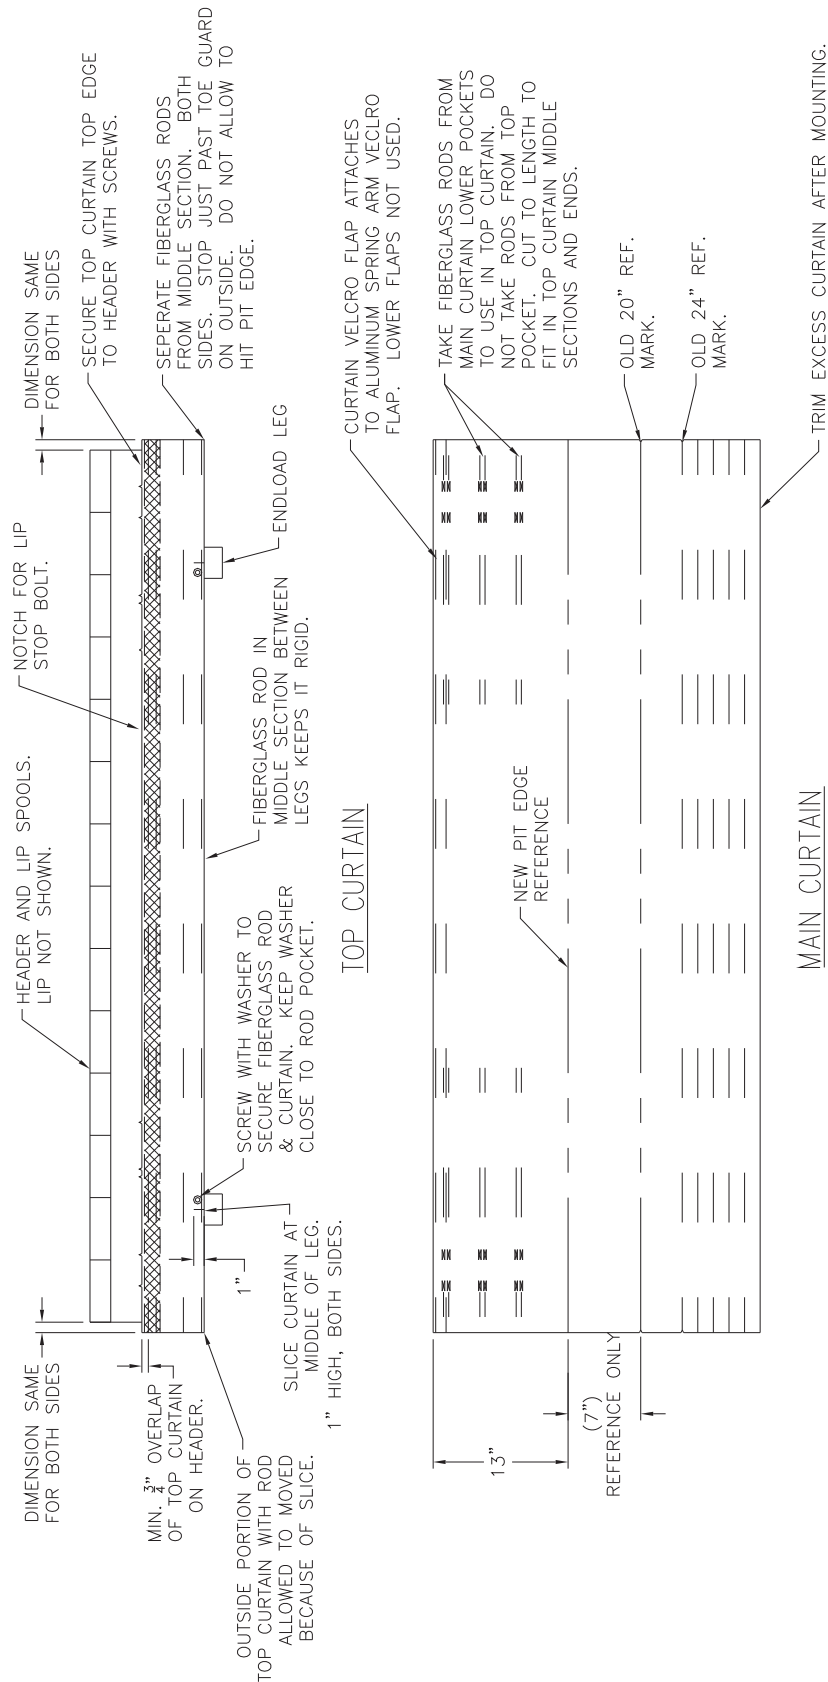 DIMENSION SAME
FOR BOTH SIDES
HEADER AND LIP SPOOLS.
LIP NOT SHOWN.
NOTCH FOR LIP
STOP BOLT.
DIMENSION SAME
FOR BOTH SIDES
SECURE TOP CURTAIN TOP EDGE
TO HEADER WITH SCREWS.
SEPERATE FIBERGLASS RODS
FROM MIDDLE SECTION. BOTH
SIDES. STOP JUST PAST TOE GUARD
ON OUTSIDE. DO NOT ALLOW TO
HIT PIT EDGE.
MIN. 3/4" OVERLAP
OF TOP CURTAIN
ON HEADER.
OUTSIDE PORTION OF
TOP CURTAIN WITH ROD
ALLOWED TO MOVED
BECAUSE OF SLICE.
1"
SLICE CURTAIN AT
MIDDLE OF LEG.
1" HIGH, BOTH SIDES.
SCREW WITH WASHER TO
SECURE FIBERGLASS ROD
& CURTAIN. KEEP WASHER
CLOSE TO ROD POCKET.
FIBERGLASS ROD IN
MIDDLE SECTION BETWEEN
LEGS KEEPS IT RIGID.
ENDLOAD LEG
TOP CURTAIN
CURTAIN VELCRO FLAP ATTACHES
TO ALUMINUM SPRING ARM VECLRO
FLAP. LOWER FLAPS NOT USED.
TAKE FIBERGLASS RODS FROM
MAIN CURTAIN LOWER POCKETS
TO USE IN TOP CURTAIN. DO
NOT TAKE RODS FROM TOP
POCKET. CUT TO LENGTH TO
FIT IN TOP CURTAIN MIDDLE
SECTIONS AND ENDS.
13"
(7")
REFERENCE ONLY
NEW PIT EDGE
REFERENCE
OLD 20" REF.
MARK.
OLD 24" REF.
MARK.
TRIM EXCESS CURTAIN AFTER MOUNTING.
MAIN CURTAIN